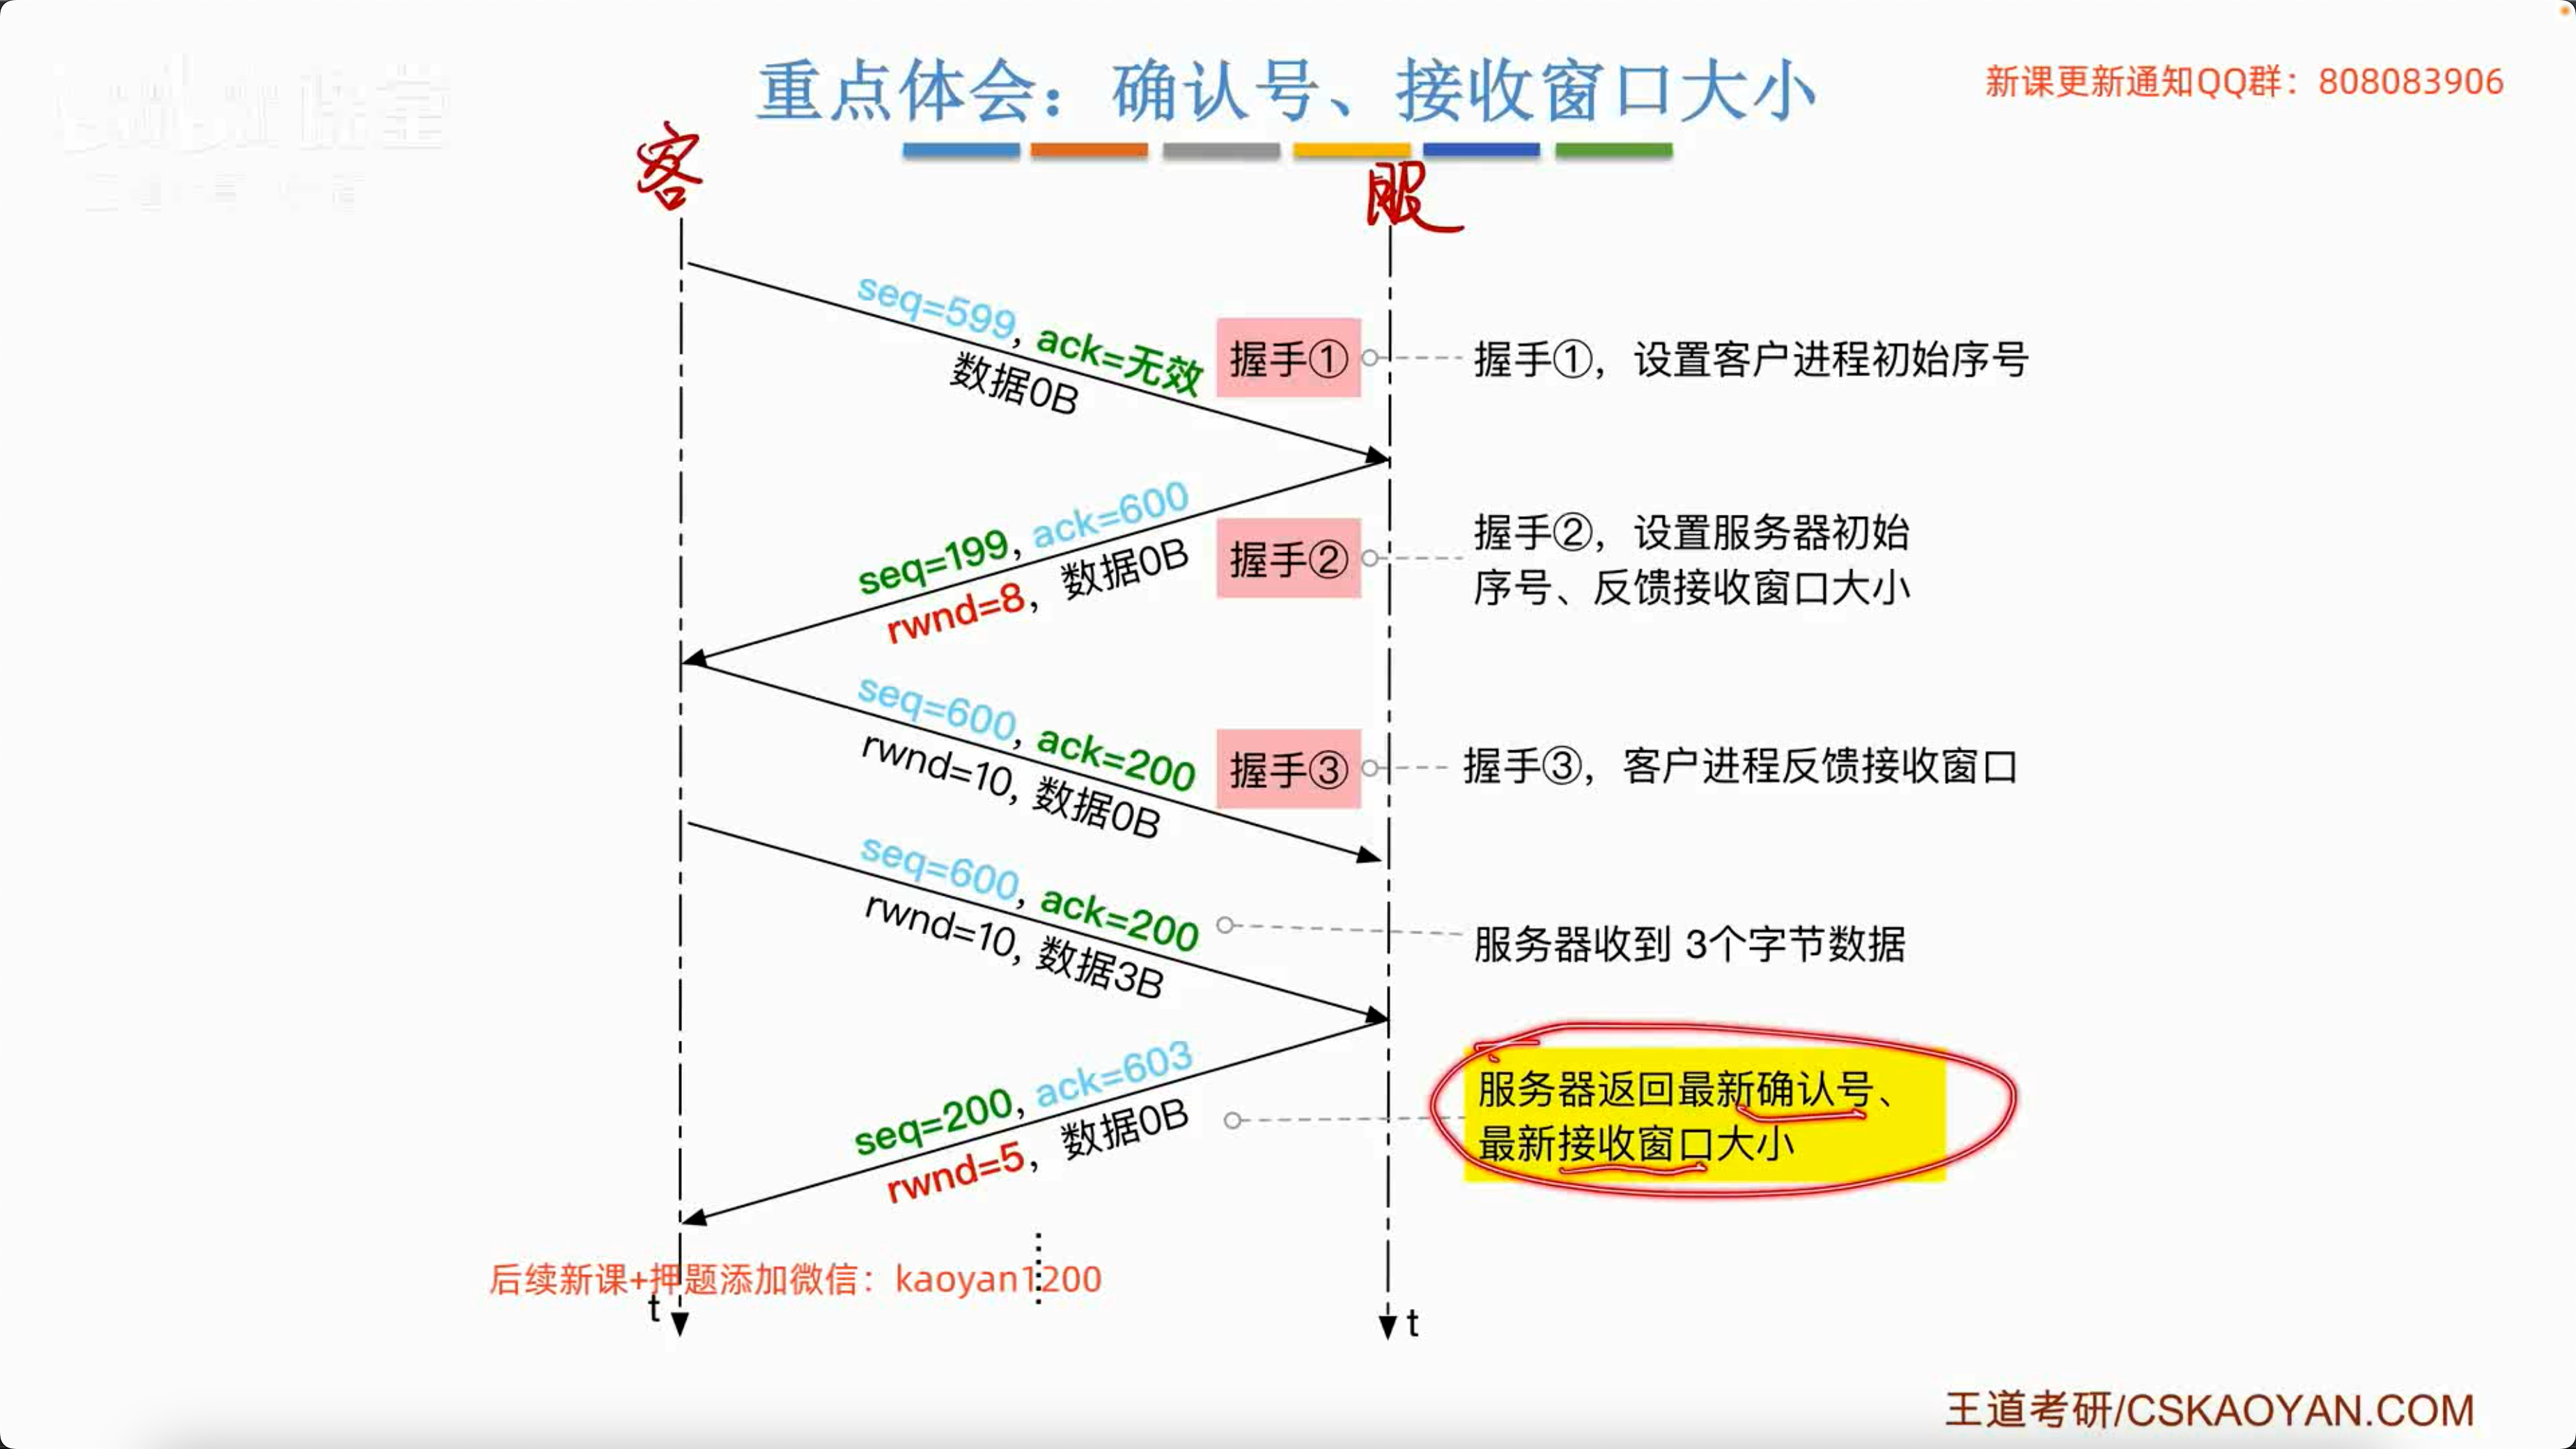 重点体会：确认号、接收窗口大小
新课更新通知QQ群：808083906
客
服
seq=599, ack=无效
数据0B
握手①
握手①，设置客户进程初始序号
seq=199, ack=600
rwnd=8，数据0B
握手②
握手②，设置服务器初始
序号、反馈接收窗口大小
seq=600, ack=200
rwnd=10, 数据0B
握手③
握手③，客户进程反馈接收窗口
seq=600, ack=200
rwnd=10, 数据3B
服务器收到 3个字节数据
seq=200, ack=603
rwnd=5，数据0B
服务器返回最新确认号、
最新接收窗口大小
后续新课+押题添加微信：kaoyan1200
t
t
王道考研/CSKAOYAN.COM